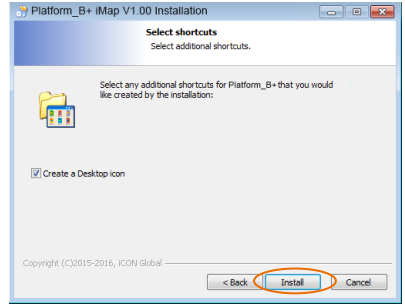 Platform_B+ iMap V1.00 Installation
Select shortcuts
Select additional shortcuts.
Select any additional shortcuts for Platform_B+ that you would
like created by the installation:
Create a Desktop icon
Copyright (C)2015-2016, iCON Global
< Back
Install
Cancel